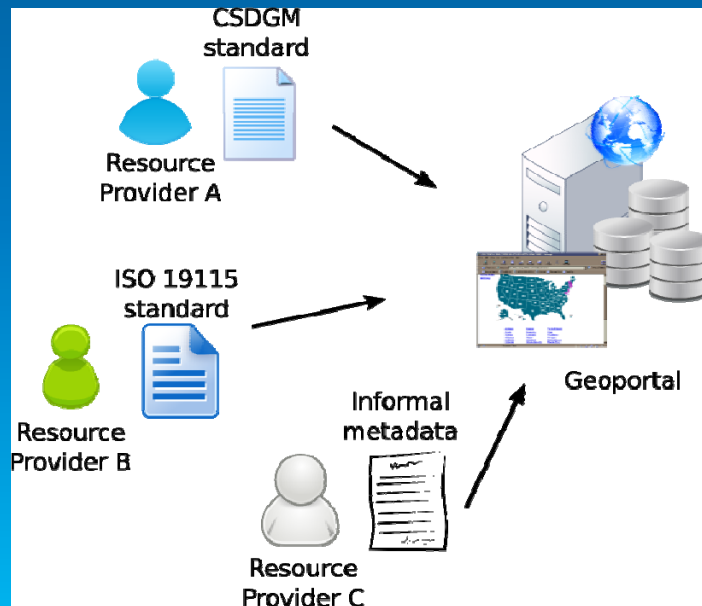 CSDGM
standard
Resource
Provider A
ISO 19115
standard
Resource
Provider B
Informal
metadata
Resource
Provider C
Geoportal